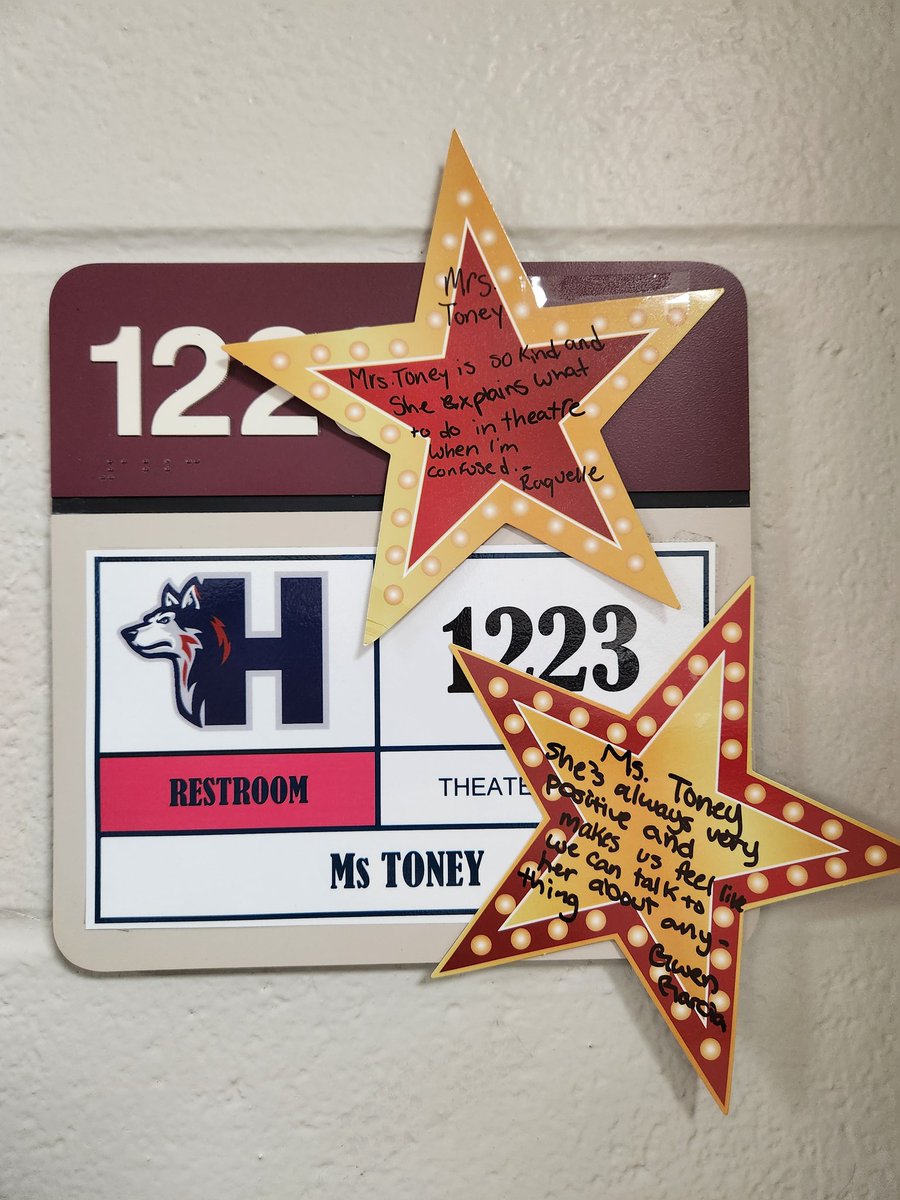 122
Mrs.
Toney
Mrs. Toney is so kind and
She explains what
to do in theatre
when I'm
confused. -
Raquelle
H
1223
RESTROOM
THEATE
Ms TONEY
Ms. Toney
She's always very
positive and
makes us feel like
we can talk to
her about any-
thing
Gwen
Garcia